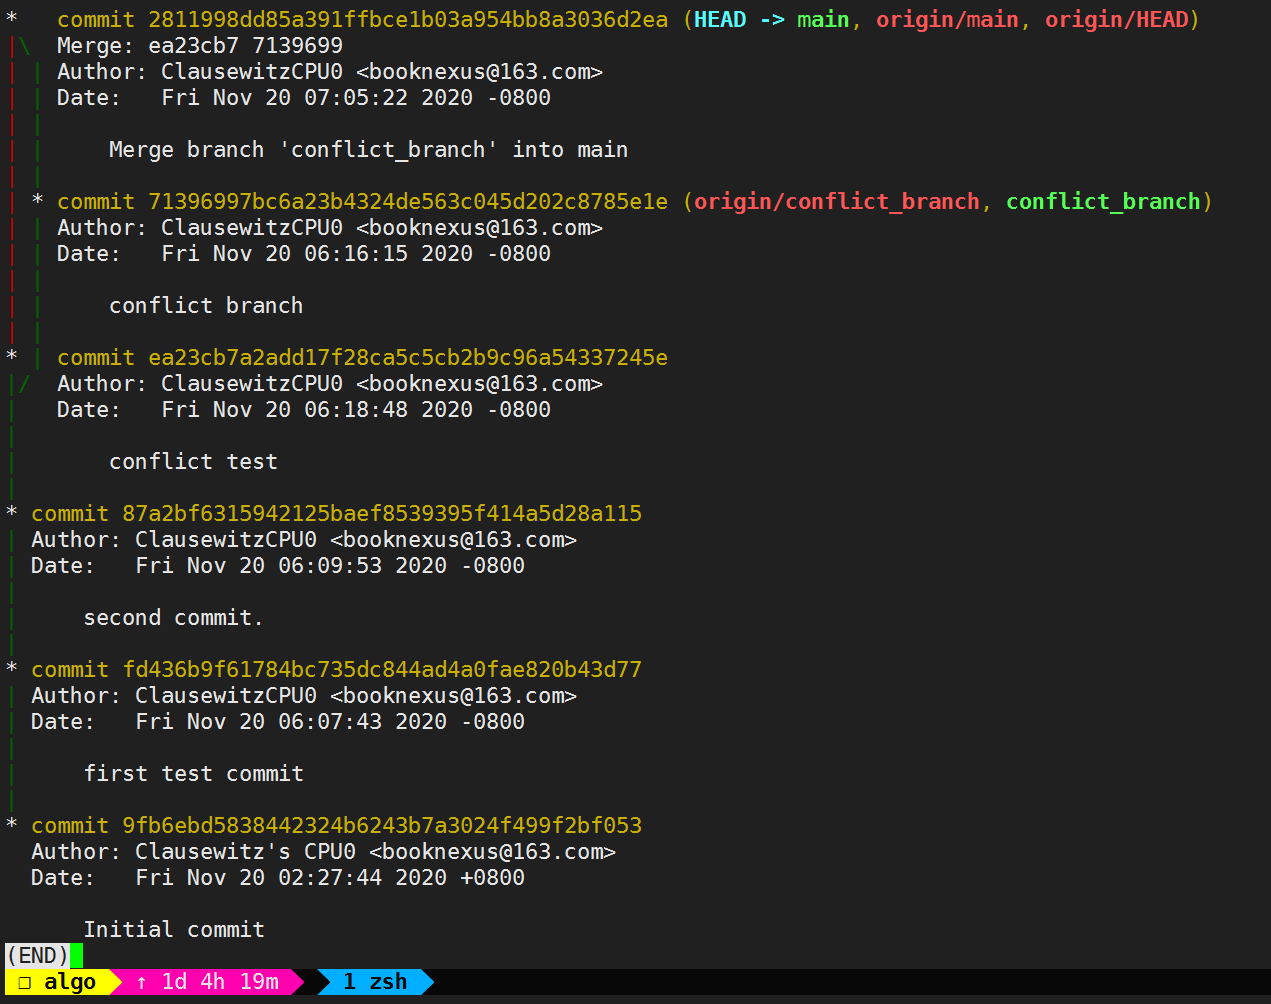 *   commit 2811998dd85a391ffbce1b03a954bb8a3036d2ea (HEAD -> main, origin/main, origin/HEAD)
|\  Merge: ea23cb7 7139699
| | Author: ClausewitzCPU0 <booknexus@163.com>
| | Date:   Fri Nov 20 07:05:22 2020 -0800
| |
| |     Merge branch 'conflict_branch' into main
| |
| * commit 71396997bc6a23b4324de563c045d202c8785e1e (origin/conflict_branch, conflict_branch)
| | Author: ClausewitzCPU0 <booknexus@163.com>
| | Date:   Fri Nov 20 06:16:15 2020 -0800
| |
| |     conflict branch
| |
* | commit ea23cb7a2add17f28ca5c5cb2b9c96a54337245e
|/  Author: ClausewitzCPU0 <booknexus@163.com>
|   Date:   Fri Nov 20 06:18:48 2020 -0800
|
|       conflict test
|
* commit 87a2bf6315942125baef8539395f414a5d28a115
| Author: ClausewitzCPU0 <booknexus@163.com>
| Date:   Fri Nov 20 06:09:53 2020 -0800
|
|     second commit.
|
* commit fd436b9f61784bc735dc844ad4a0fae820b43d77
| Author: ClausewitzCPU0 <booknexus@163.com>
| Date:   Fri Nov 20 06:07:43 2020 -0800
|
|     first test commit
|
* commit 9fb6ebd5838442324b6243b7a3024f499f2bf053
  Author: Clausewitz's CPU0 <booknexus@163.com>
  Date:   Fri Nov 20 02:27:44 2020 +0800

      Initial commit
(END)
❐ algo ↑ 1d 4h 19m 1 zsh